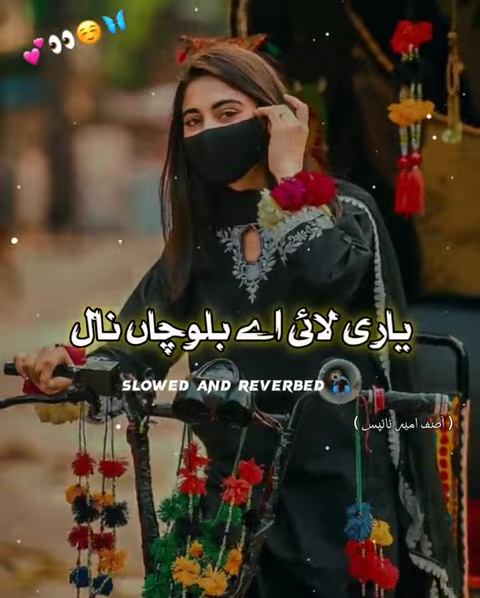 یاری لائی اے بلوچاں نال
SLOWED AND REVERBED
( آصف امیر نائیس )